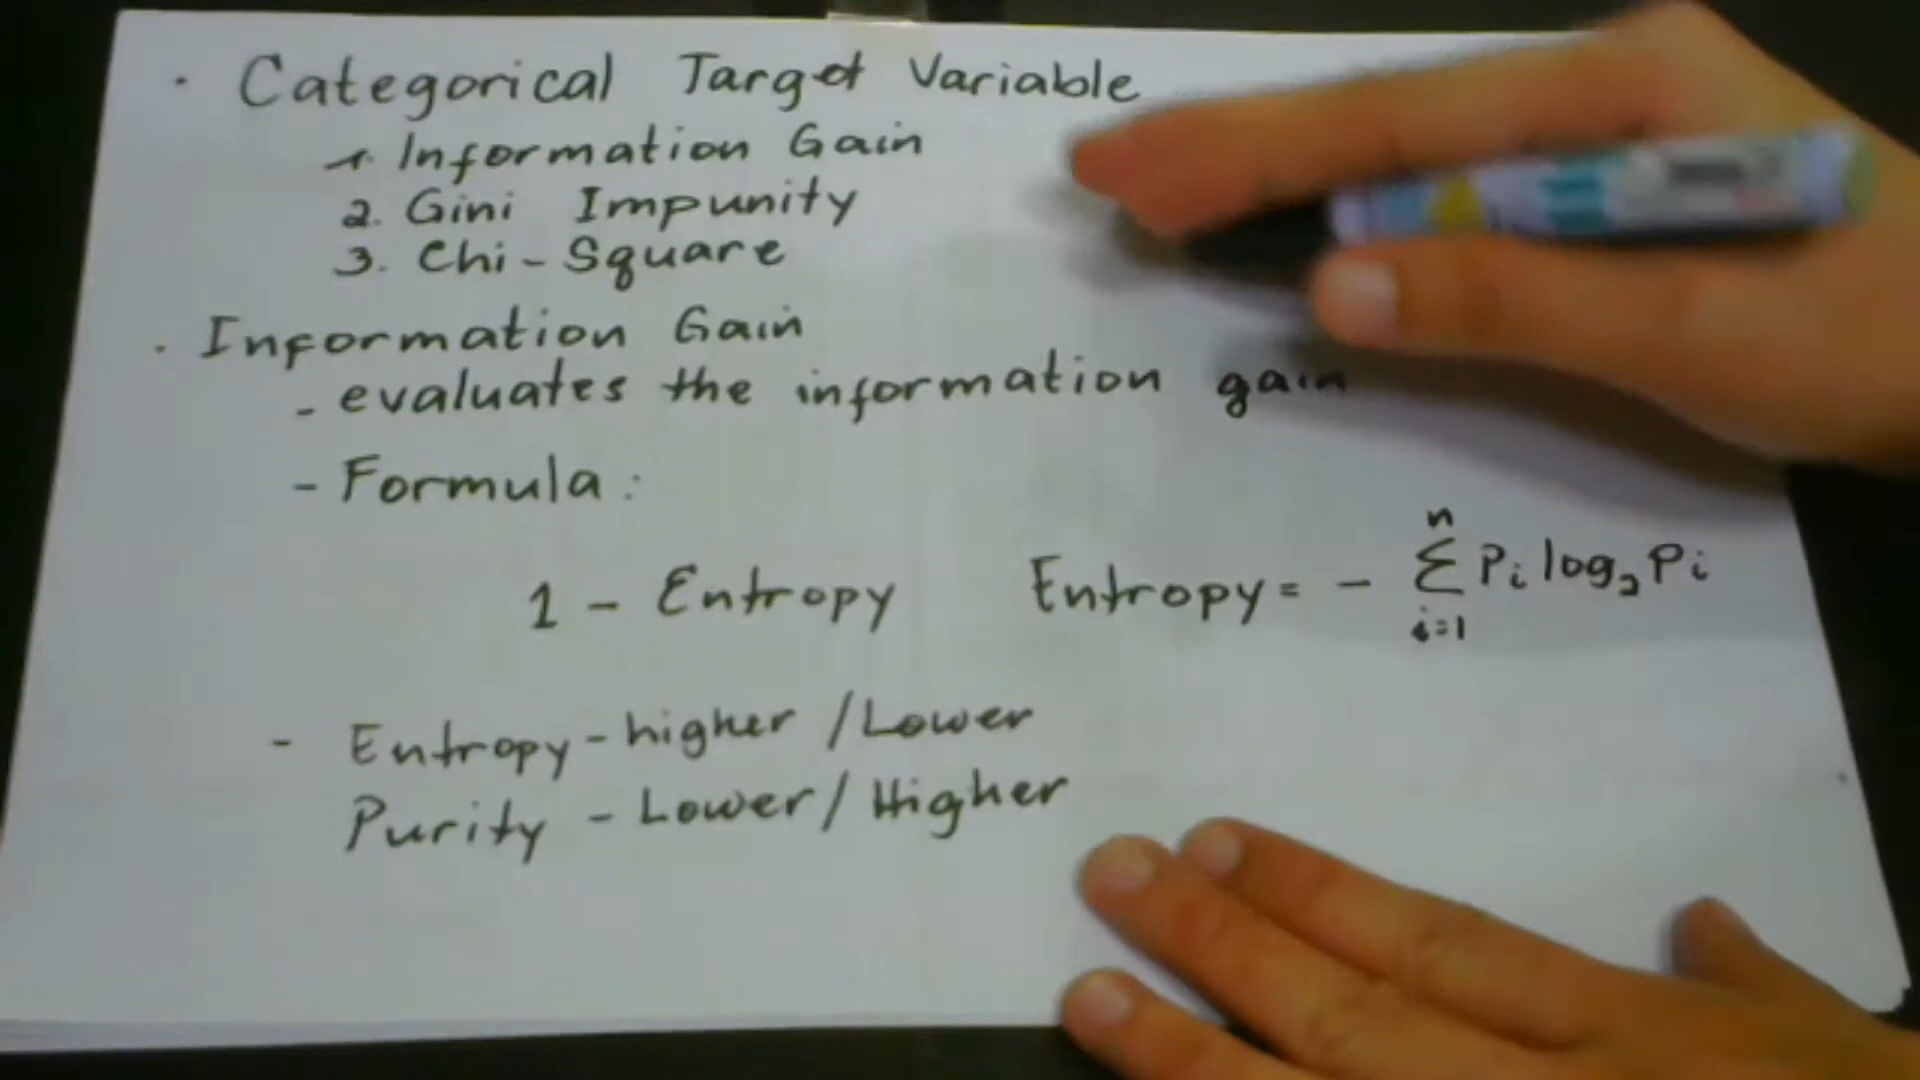 · Categorical Target Variable
1. Information Gain
2. Gini Impunity
3. Chi-Square
· Information Gain
- evaluates the information gain
- Formula:
1 - Entropy Entropy = - n Σ i=1 Pi log2 Pi
- Entropy - higher / Lower
Purity - Lower / Higher